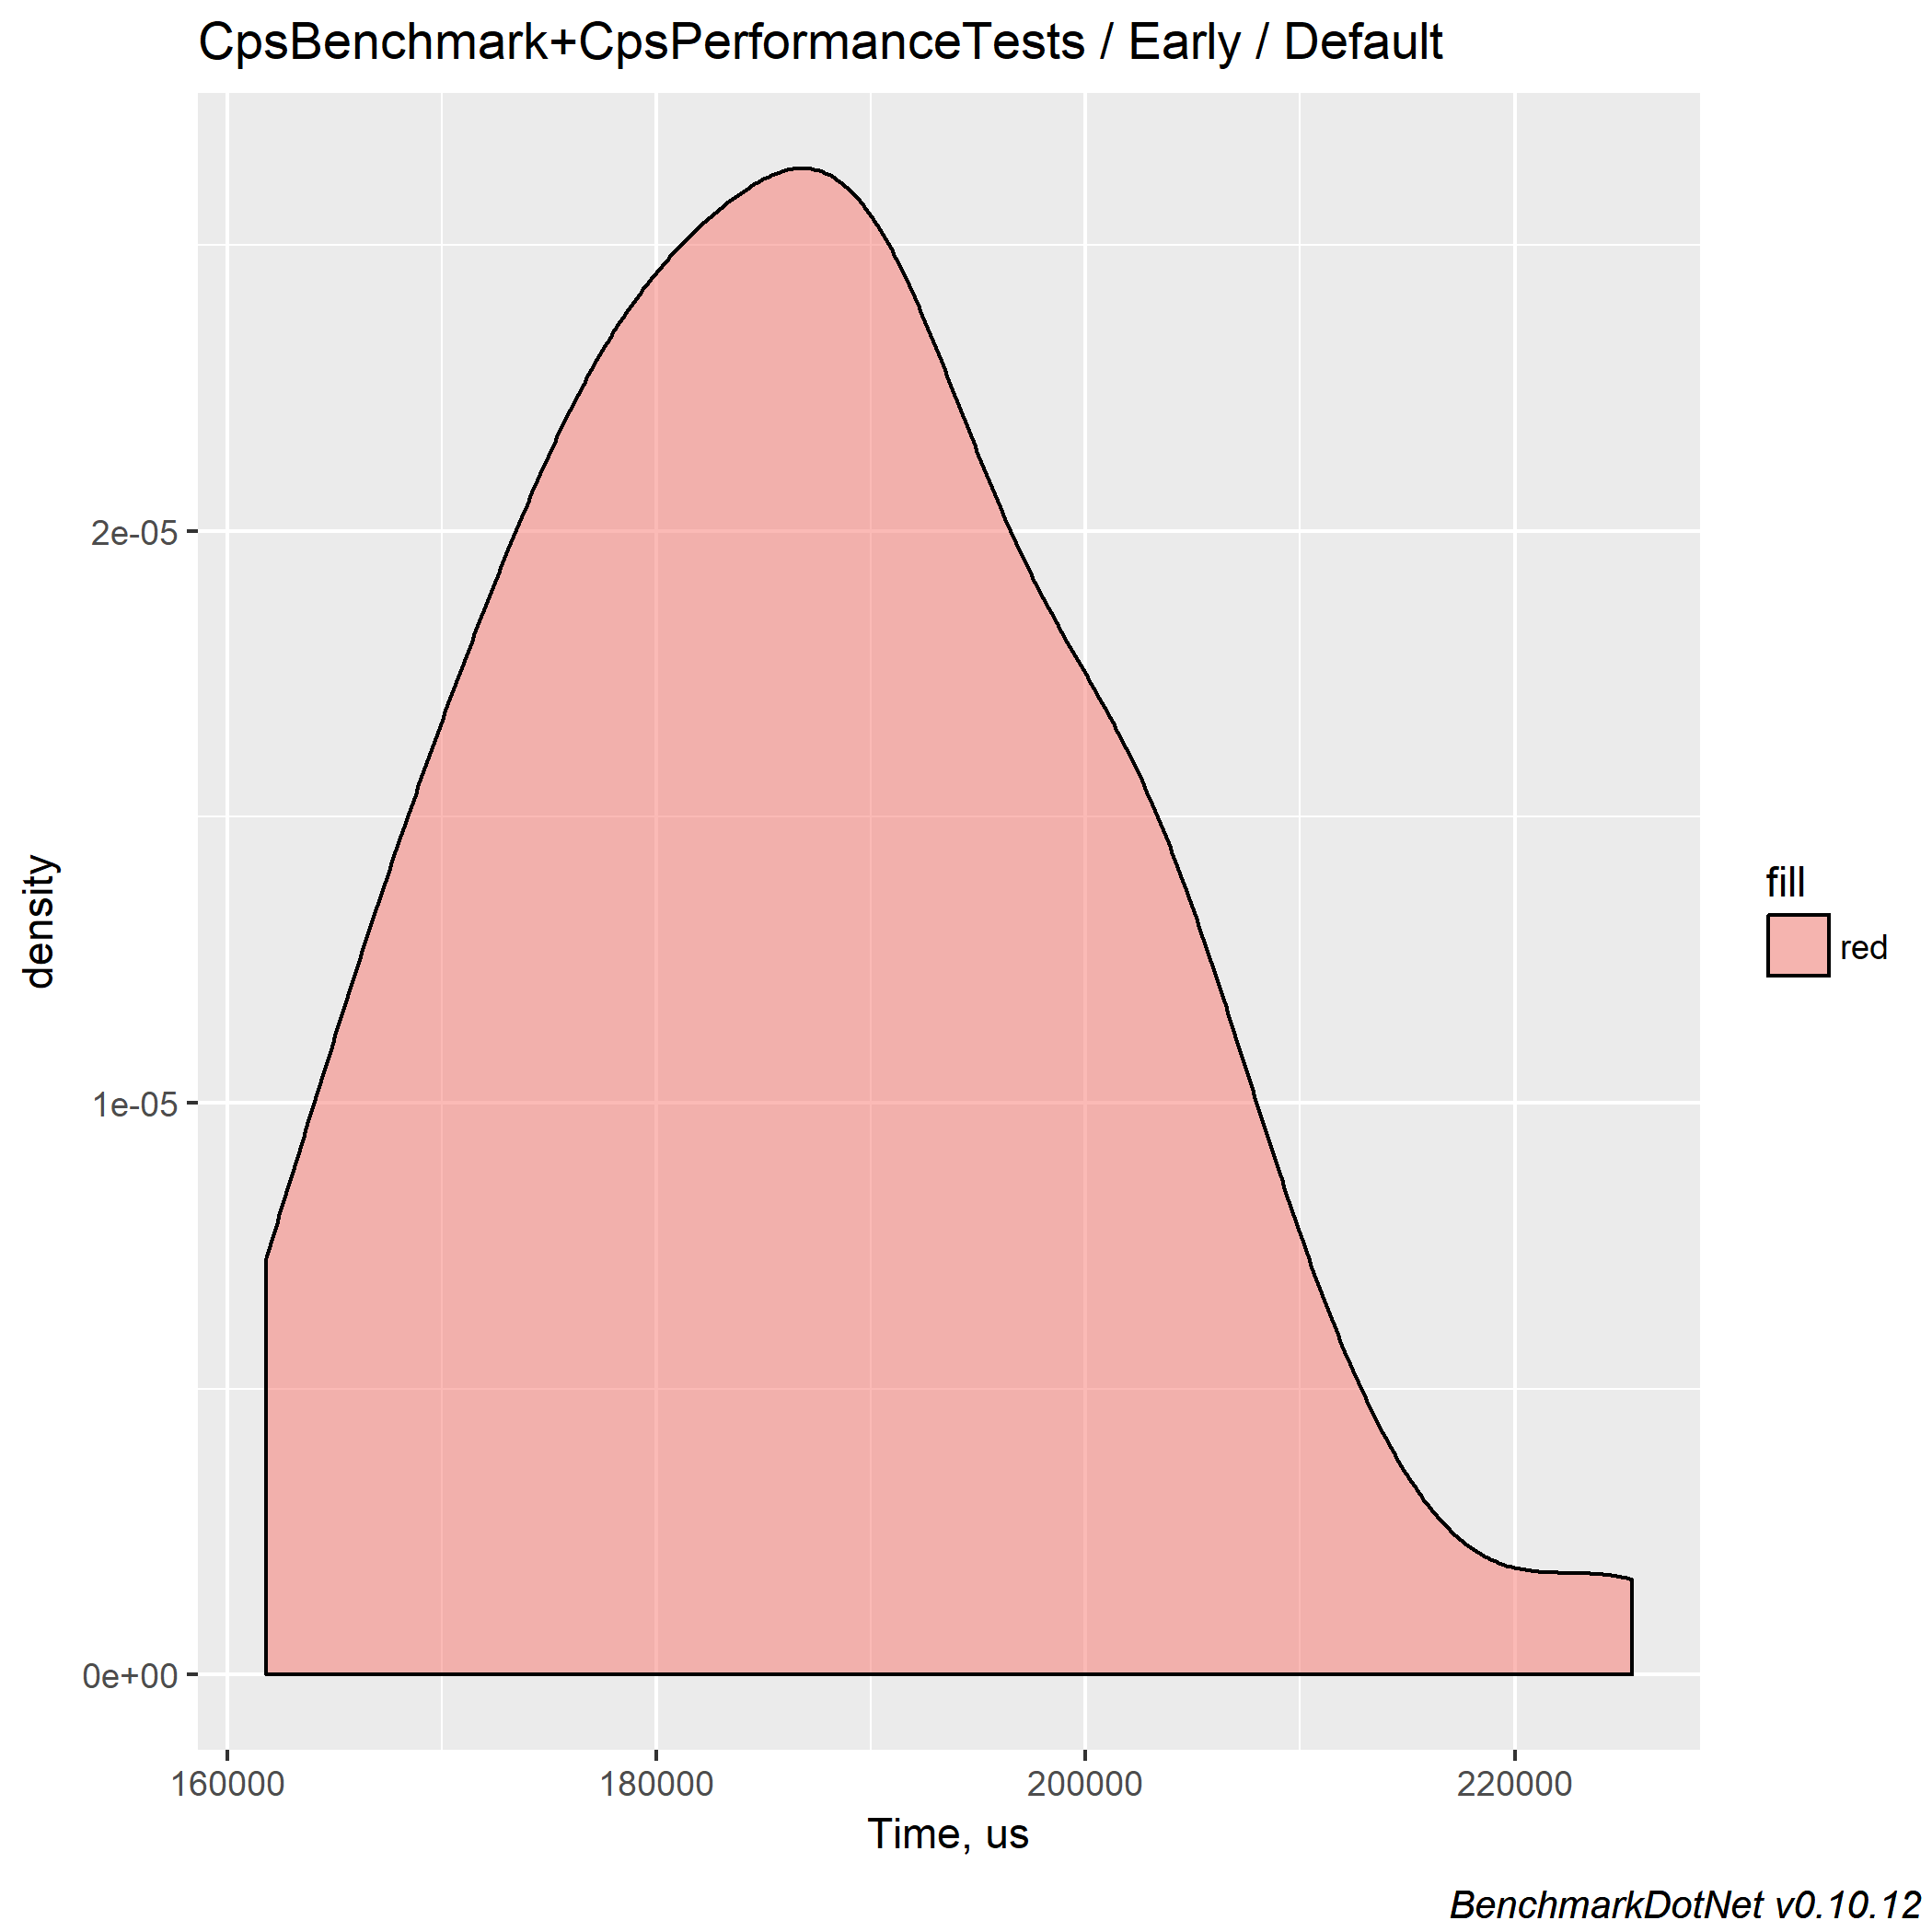 CpsBenchmark+CpsPerformanceTests / Early / Default
density
2e-05
1e-05
0e+00
160000 180000 200000 220000
Time, us
fill
red
BenchmarkDotNet v0.10.12